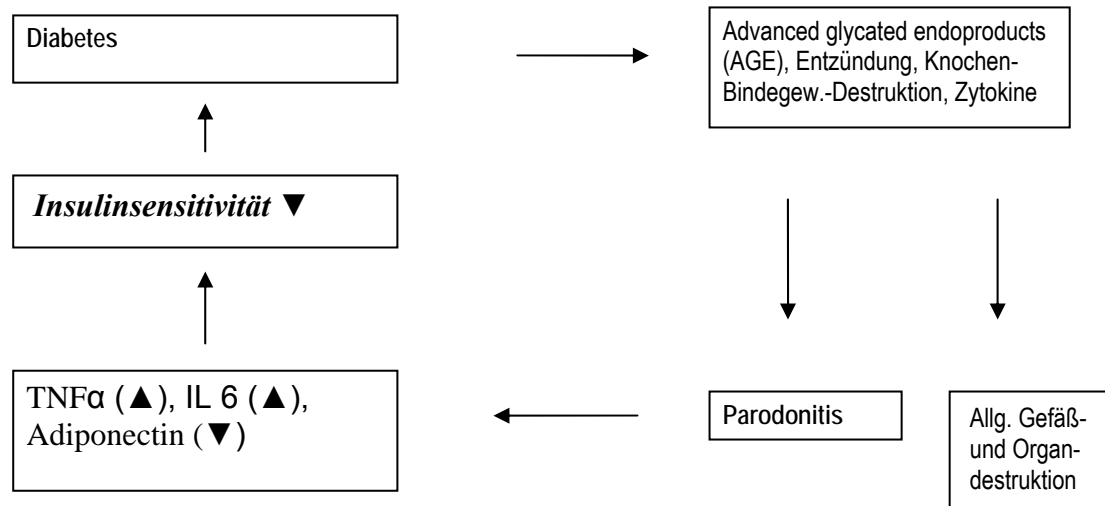 Diabetes
Advanced glycated endoproducts
(AGE), Entzündung, Knochen-
Bindegew.-Destruktion, Zytokine
Insulinsensitivität ▼
TNFα (▲), IL 6 (▲),
Adiponectin (▼)
Parodonitis
Allg. Gefäß-
und Organ-
destruktion